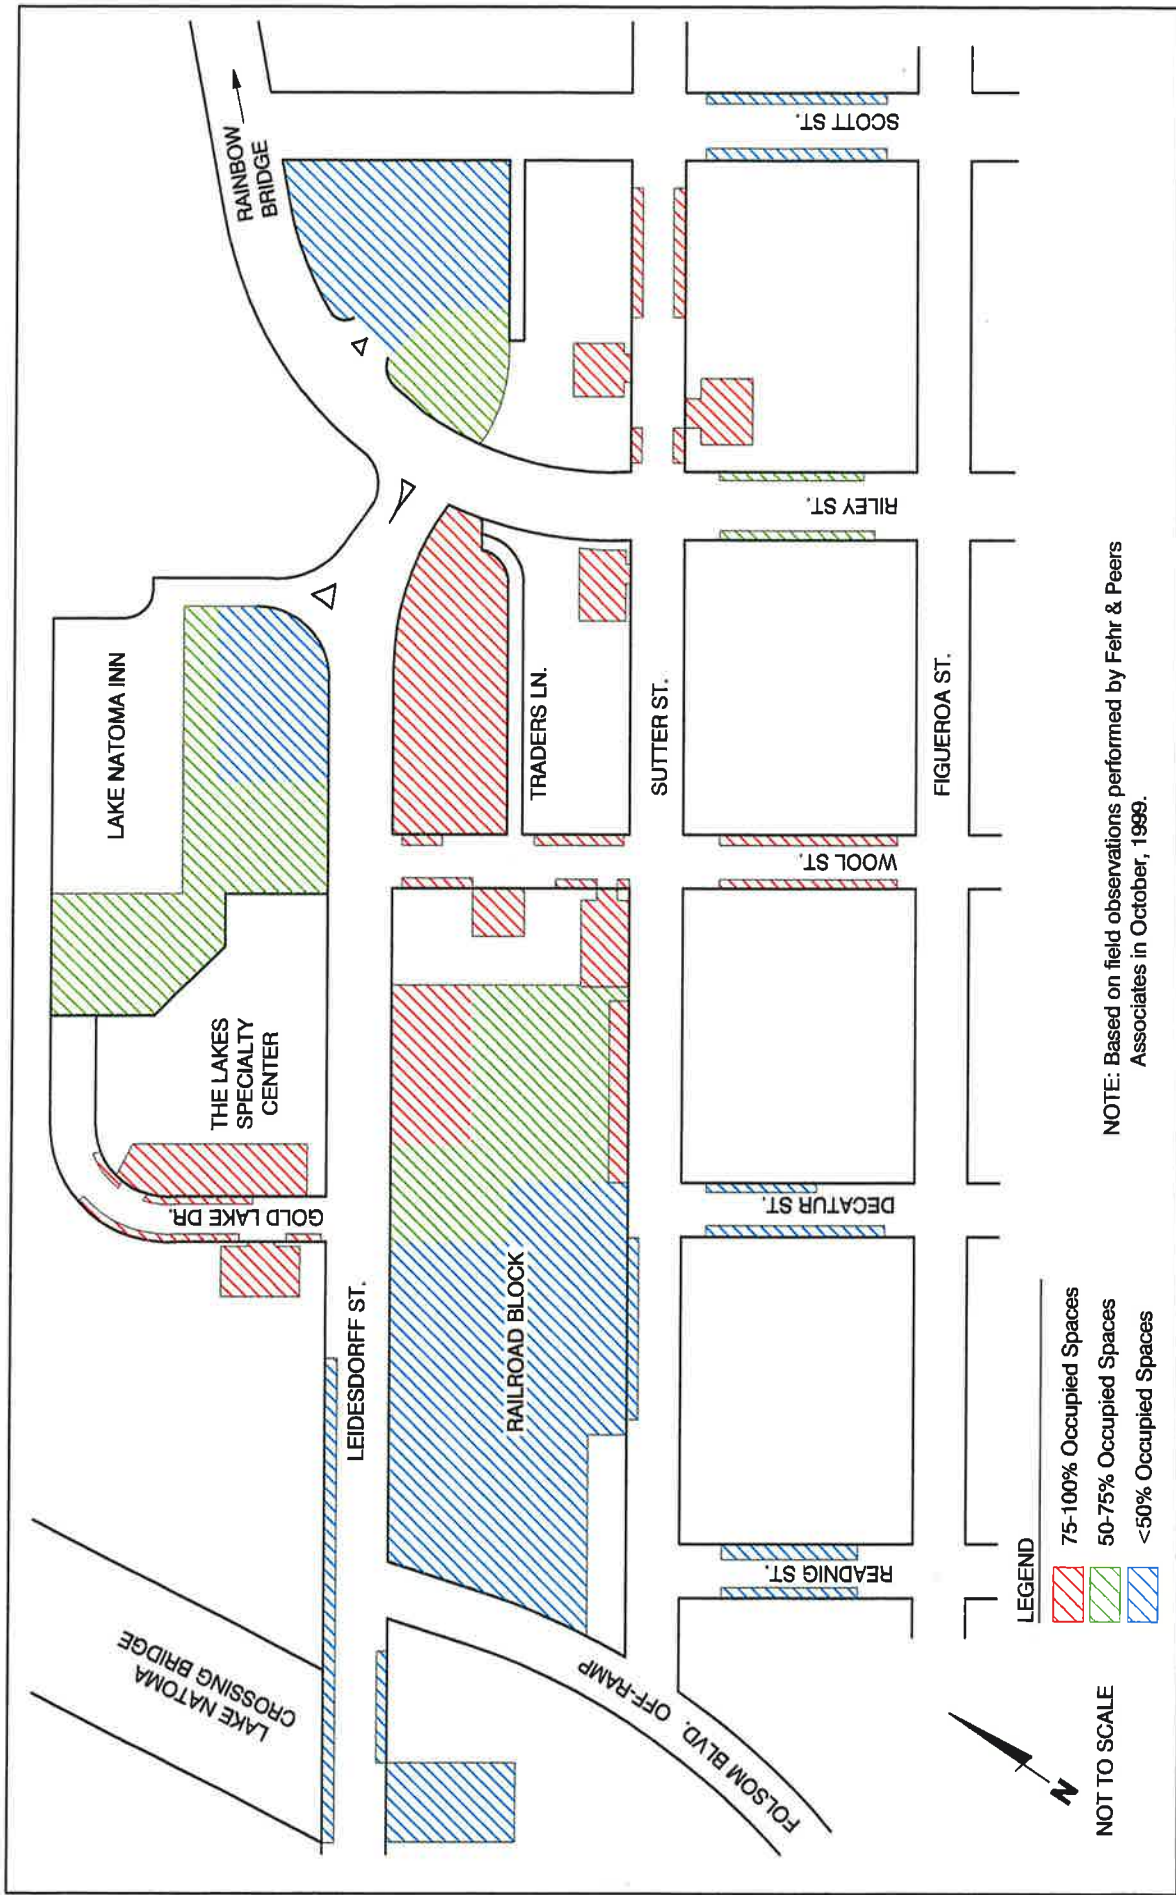 LAKE NATOMA
CROSSING BRIDGE
GOLD LAKE DR.
THE LAKES
SPECIALTY
CENTER
LAKE NATOMA INN
RAINBOW
BRIDGE
LEIDESDORFF ST.
RAILROAD BLOCK
TRADERS LN.
SUTTER ST.
FOLSOM BLVD. OFF-RAMP
READNIG ST.
DECATUR ST.
WOOL ST.
RILEY ST.
SCOTT ST.
FIGUEROA ST.
N
NOT TO SCALE
LEGEND
75-100% Occupied Spaces
50-75% Occupied Spaces
<50% Occupied Spaces
NOTE: Based on field observations performed by Fehr & Peers
Associates in October, 1999.